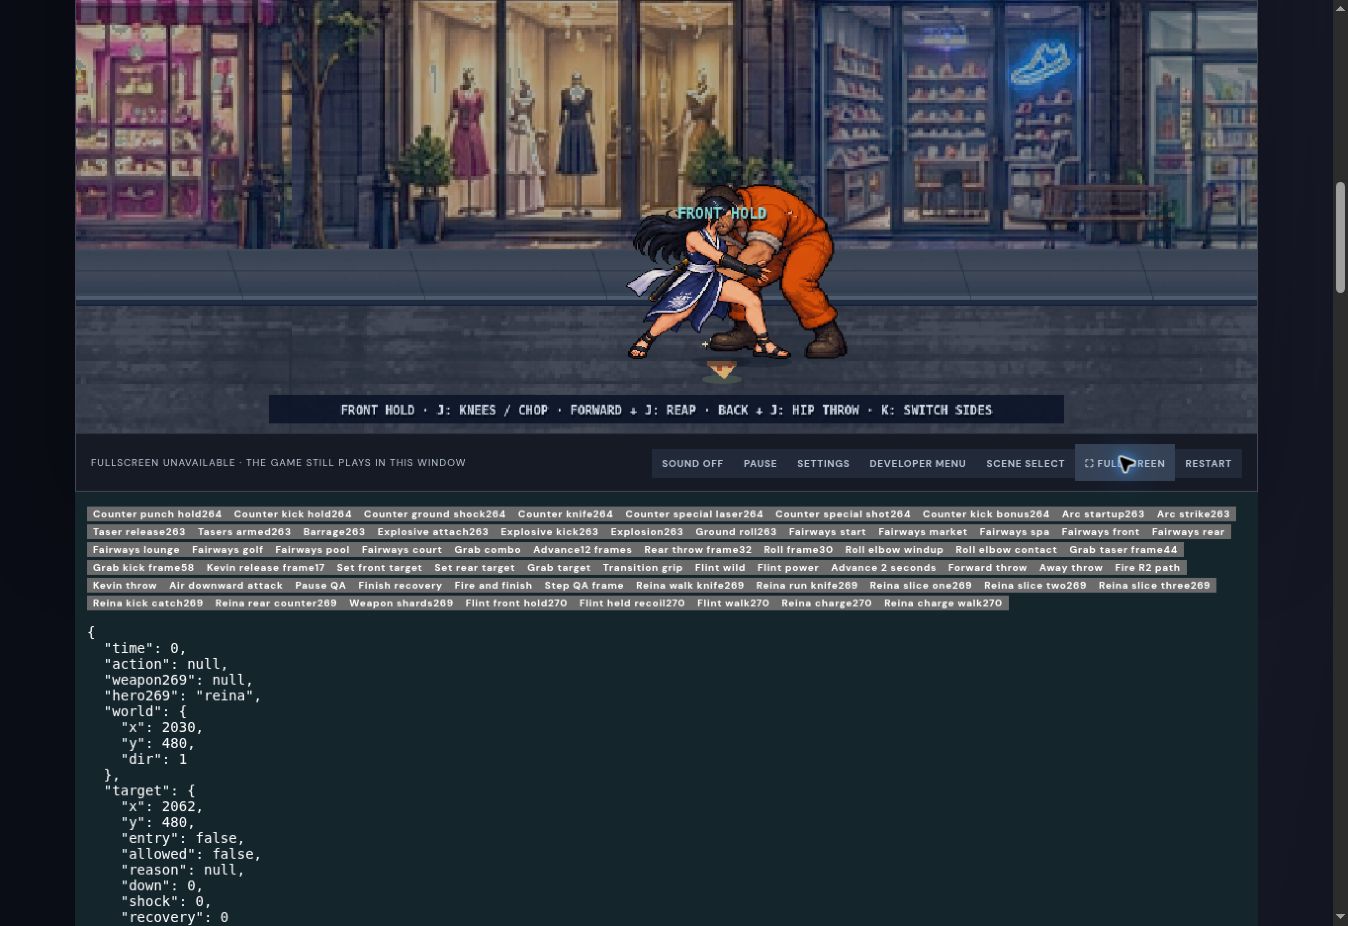 FRONT HOLD
FRONT HOLD · J: KNEES / CHOP · FORWARD + J: REAP · BACK + J: HIP THROW · K: SWITCH SIDES
FULLSCREEN UNAVAILABLE · THE GAME STILL PLAYS IN THIS WINDOW
SOUND OFF PAUSE SETTINGS DEVELOPER MENU SCENE SELECT FULLSCREEN RESTART
Counter punch hold264 Counter kick hold264 Counter ground shock264 Counter knife264 Counter special laser264 Counter special shot264 Counter kick bonus264 Arc startup263 Arc strike263
Taser release263 Tasers armed263 Barrage263 Explosive attach263 Explosive kick263 Explosion263 Ground roll263 Fairways start Fairways market Fairways spa Fairways front Fairways rear
Fairways lounge Fairways golf Fairways pool Fairways court Grab combo Advance12 frames Rear throw frame32 Roll frame30 Roll elbow windup Roll elbow contact Grab taser frame44
Grab kick frame58 Kevin release frame17 Set front target Set rear target Grab target Transition grip Flint wild Flint power Advance 2 seconds Forward throw Away throw Fire R2 path
Kevin throw Air downward attack Pause QA Finish recovery Fire and finish Step QA frame Reina walk knife269 Reina run knife269 Reina slice one269 Reina slice two269 Reina slice three269
Reina kick catch269 Reina rear counter269 Weapon shards269 Flint front hold270 Flint held recoil270 Flint walk270 Reina charge270 Reina charge walk270
{
"time": 0,
"action": null,
"weapon269": null,
"hero269": "reina",
"world": {
"x": 2030,
"y": 480,
"dir": 1
},
"target": {
"x": 2062,
"y": 480,
"entry": false,
"allowed": false,
"reason": null,
"down": 0,
"shock": 0,
"recovery": 0